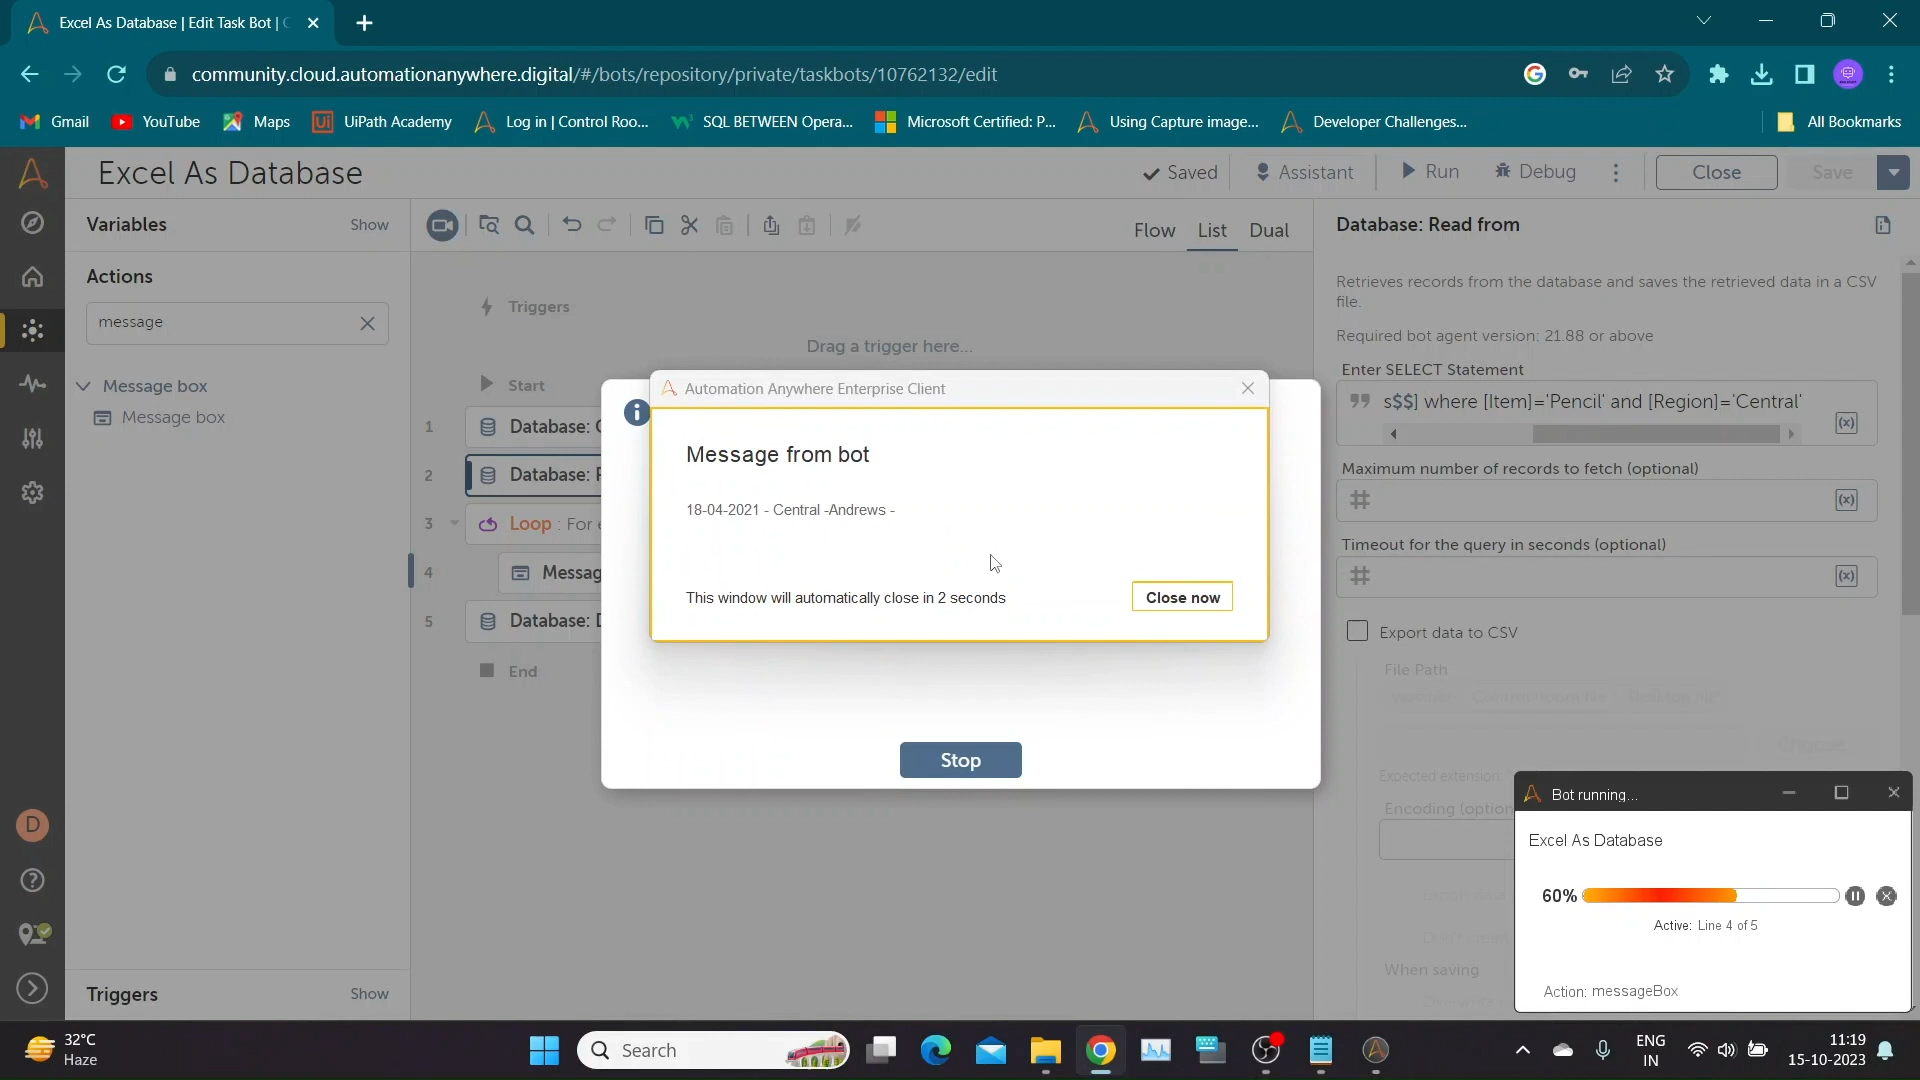 Excel As Database | Edit Task Bot |
community.cloud.automationanywhere.digital/#/bots/repository/private/taskbots/10762132/edit
Gmail
YouTube
Maps
UiPath Academy
Log in | Control Roo...
SQL BETWEEN Opera...
Microsoft Certified: P...
Using Capture image...
Developer Challenges...
All Bookmarks
Excel As Database
Saved
Assistant
Run
Debug
Close
Save
Variables
Show
Flow
List
Dual
Database: Read from
Actions
message
Message box
Message box
Triggers
Drag a trigger here...
Start
1 Database:
2 Database:
3 Loop : For
4 Messag
5 Database:
End
Retrieves records from the database and saves the retrieved data in a CSV
file.
Required bot agent version: 21.88 or above
Enter SELECT Statement
s$$] where [Item]='Pencil' and [Region]='Central'
(x)
Maximum number of records to fetch (optional)
# (x)
Timeout for the query in seconds (optional)
# (x)
Export data to CSV
File Path
Expected extension:
Encoding (option
When saving
Automation Anywhere Enterprise Client
Message from bot
18-04-2021 - Central -Andrews -
This window will automatically close in 2 seconds
Close now
Stop
Bot running...
Excel As Database
60%
Active: Line 4 of 5
Action: messageBox
D
Triggers
Show
32°C
Haze
Search
ENG
IN
11:19
15-10-2023